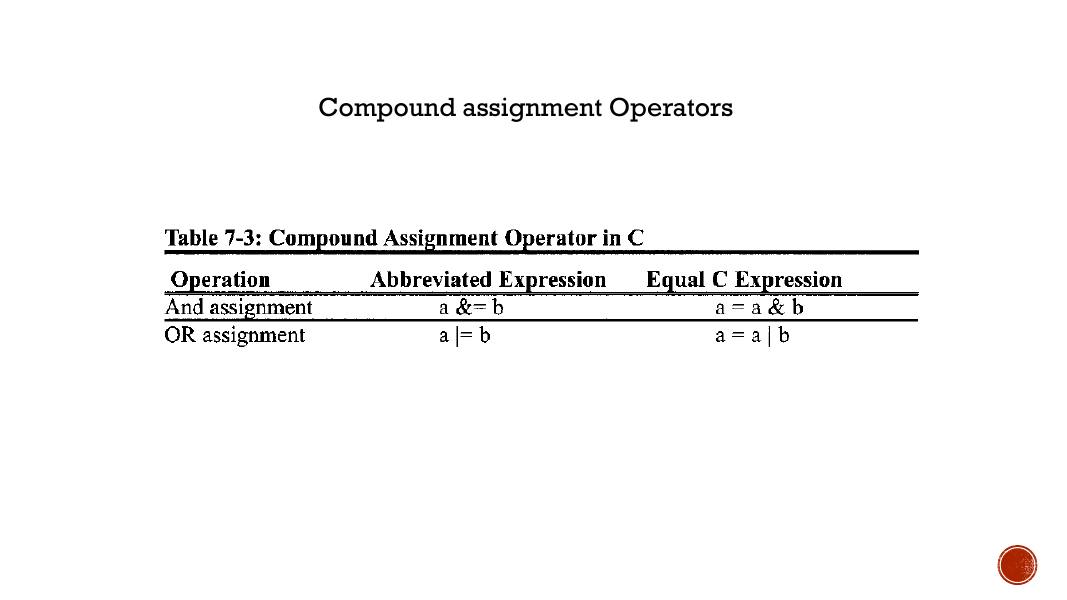 Compound assignment Operators
Table 7-3: Compound Assignment Operator in C
Operation Abbreviated Expression Equal C Expression
And assignment a &= b a = a & b
OR assignment a |= b a = a | b